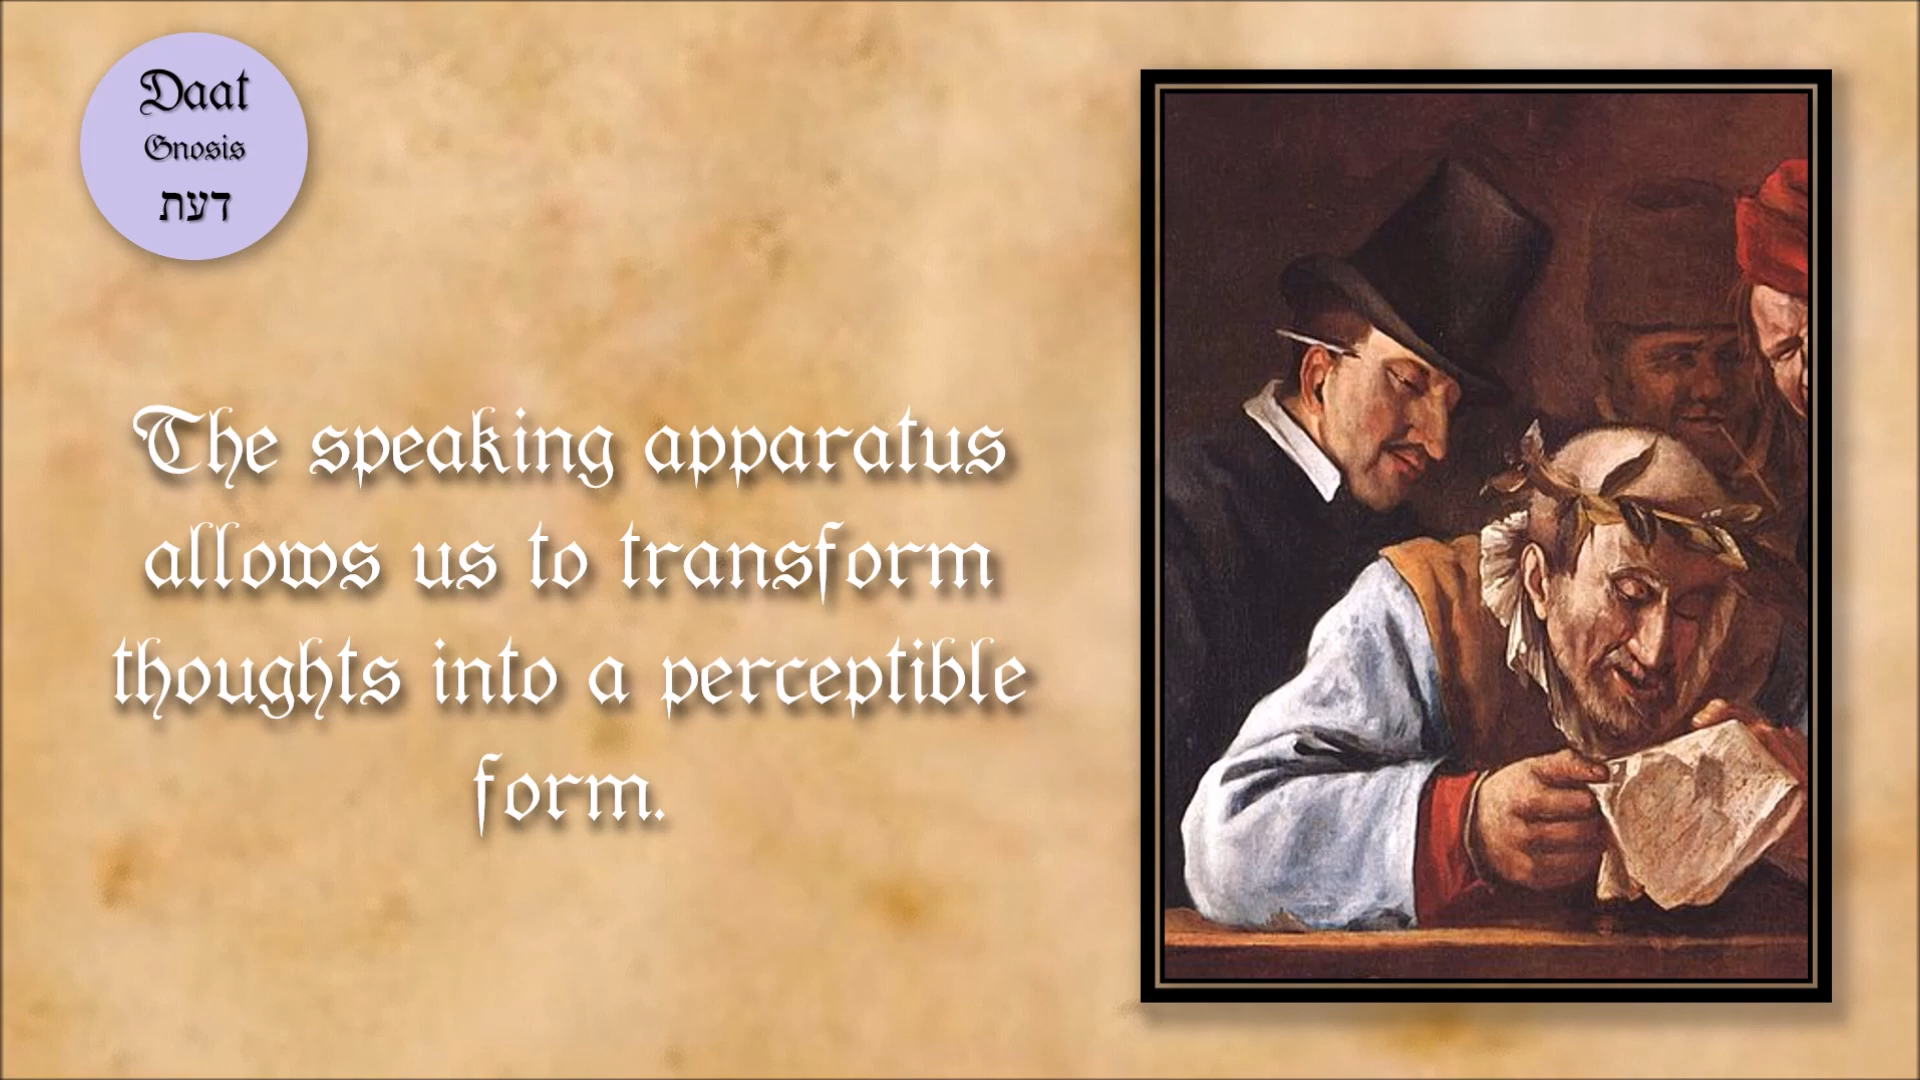 Daat
Gnosis
דעת
The speaking apparatus
allows us to transform
thoughts into a perceptible
form.